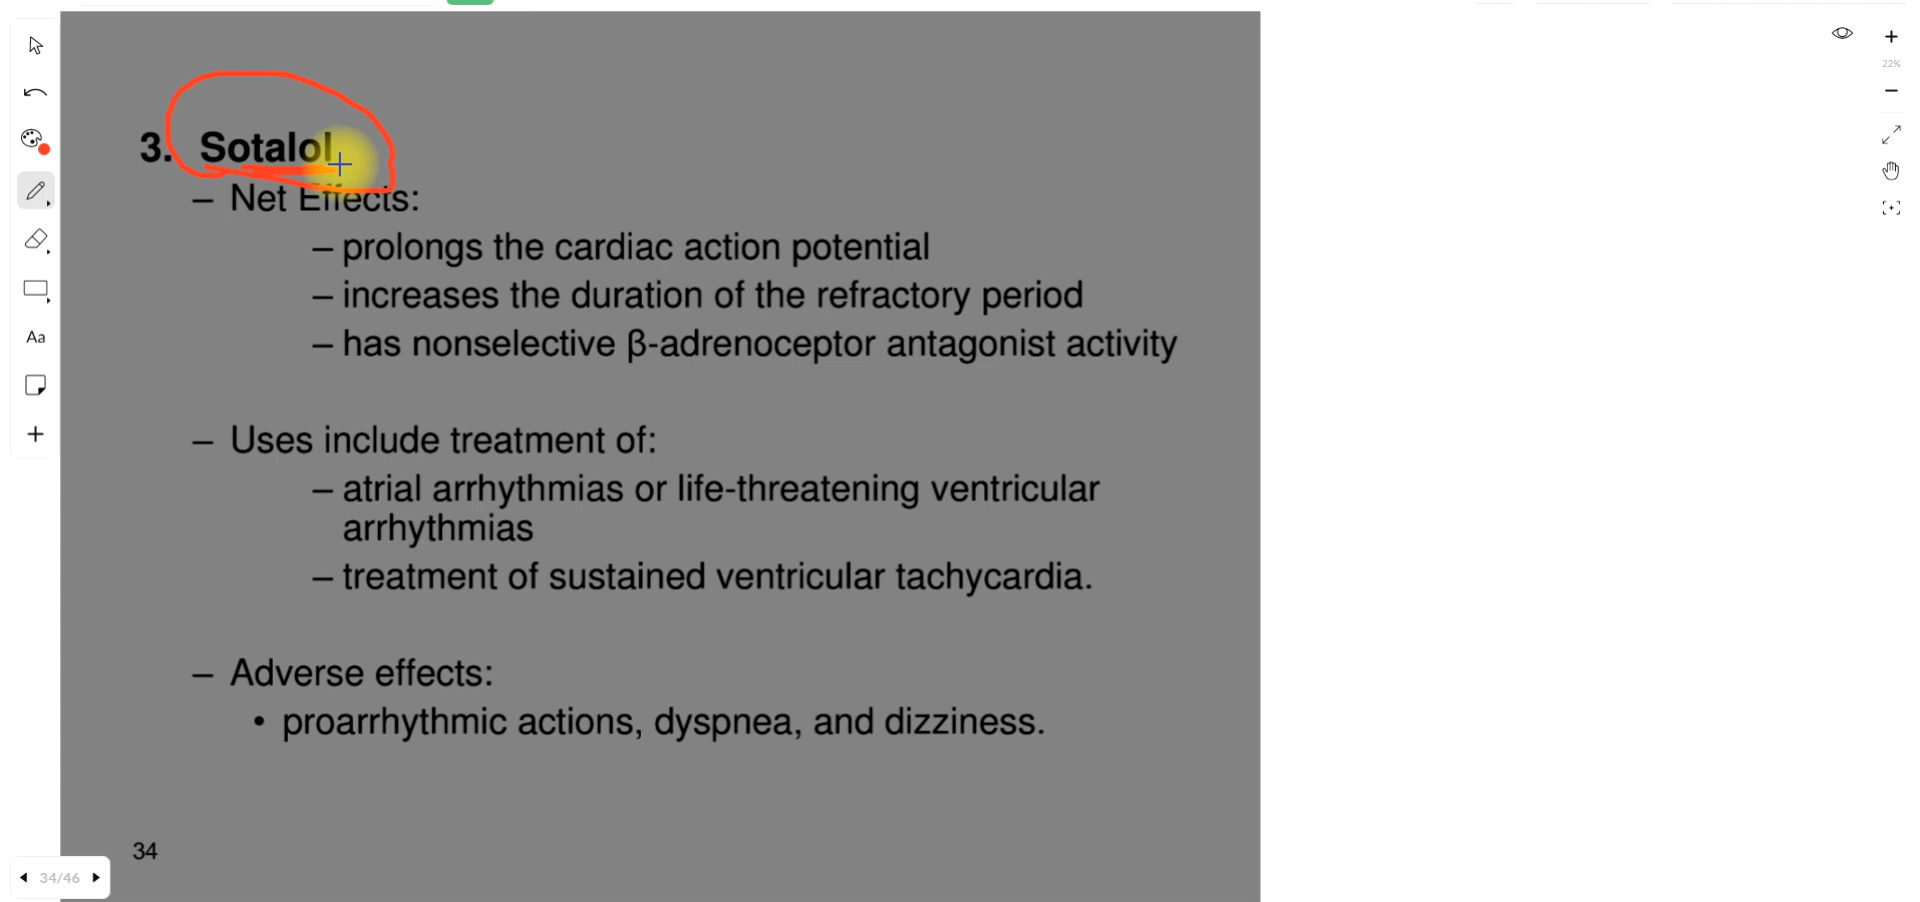 22%
3. Sotalol
– Net Effects:
– prolongs the cardiac action potential
– increases the duration of the refractory period
– has nonselective β-adrenoceptor antagonist activity
– Uses include treatment of:
– atrial arrhythmias or life-threatening ventricular
arrhythmias
– treatment of sustained ventricular tachycardia.
– Adverse effects:
• proarrhythmic actions, dyspnea, and dizziness.
34
Aa
34/46